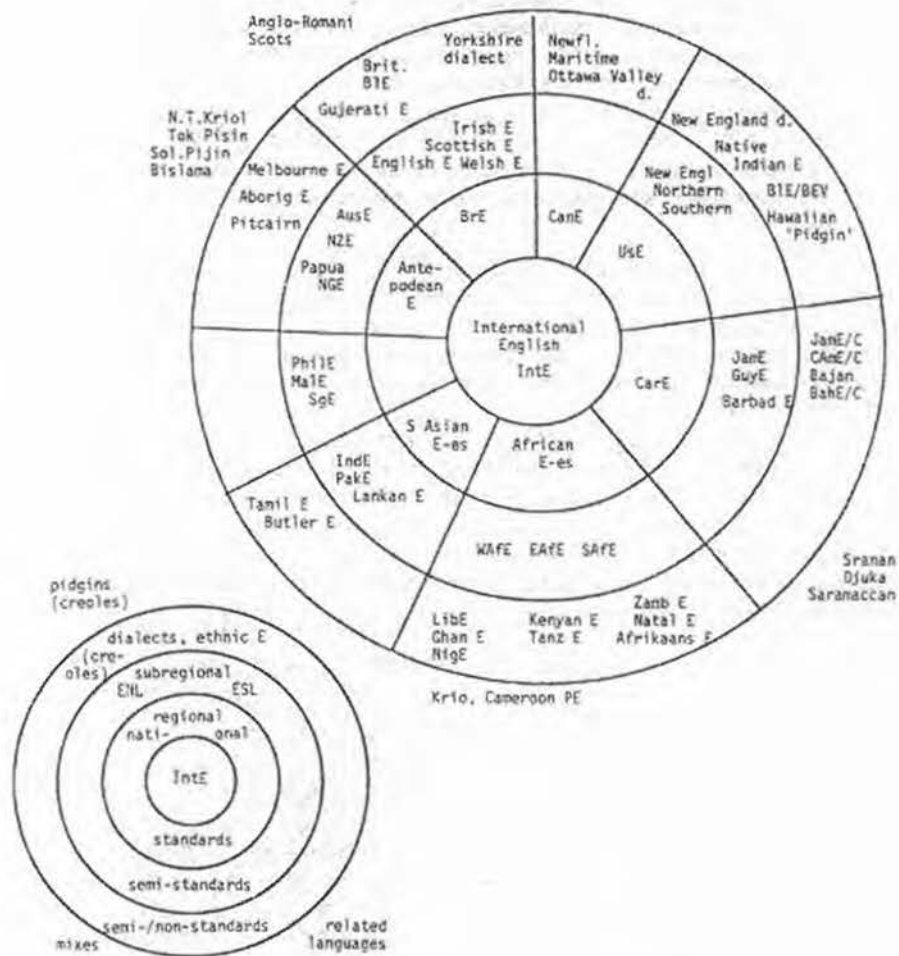 Anglo-Romani
Scots
Yorkshire
dialect
Brit.
BlE
Gujerati E
Newfl.
Maritime
Ottawa Valley
d.
New England d.
Native
Indian E
BlE/BEV
Hawaiian
'Pidgin'
N.T.Kriol
Tok Pisin
Sol.Pijin
Bislama
Melbourne E
Aborig E
Pitcairn
Irish E
Scottish E
English E Welsh E
New Engl
Northern
Southern
AusE
NZE
Papua
NGE
BrE
CanE
UsE
Ante-
podean
E
International
English
IntE
PhilE
MalE
SgE
CarE
JamE
GuyE
Barbad E
JamE/C
CAmE/C
Bajan
BahE/C
S Asian
E-es
African
E-es
IndE
PakE
Lankan E
Tamil E
Butler E
WAfE EAfE SAfE
LibE
Ghan E
NigE
Kenyan E
Tanz E
Zamb E
Natal E
Afrikaans E
Sranan
Djuka
Saramaccan
Krio, Cameroon PE
pidgins
(creoles)
dialects, ethnic E
(cre-
oles)
subregional
ENL ESL
regional
nati- onal
IntE
standards
semi-standards
semi-/non-standards
mixes
related
languages